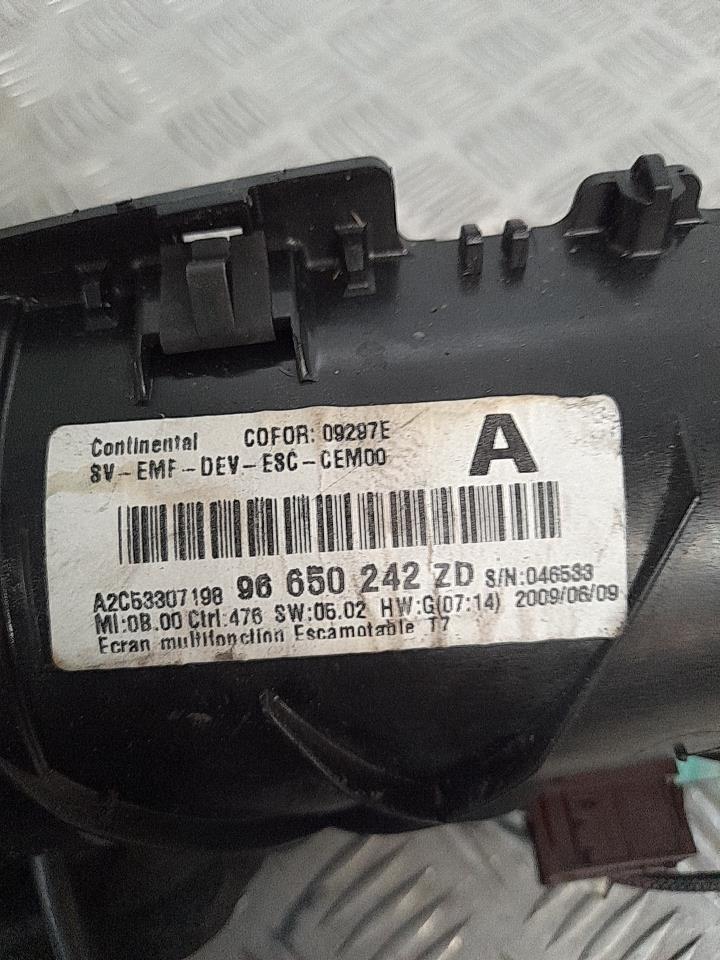 Continental COFOR: 09297E
SV-EMF-DEV-ESC-CEM00
A
A2C53307198 96 650 242 ZD S/N:046533
MI:0B.00 Ctrl:476 SW:05.02 HW:G(07:14) 2009/06/09
Ecran multifonction Escamotable T7